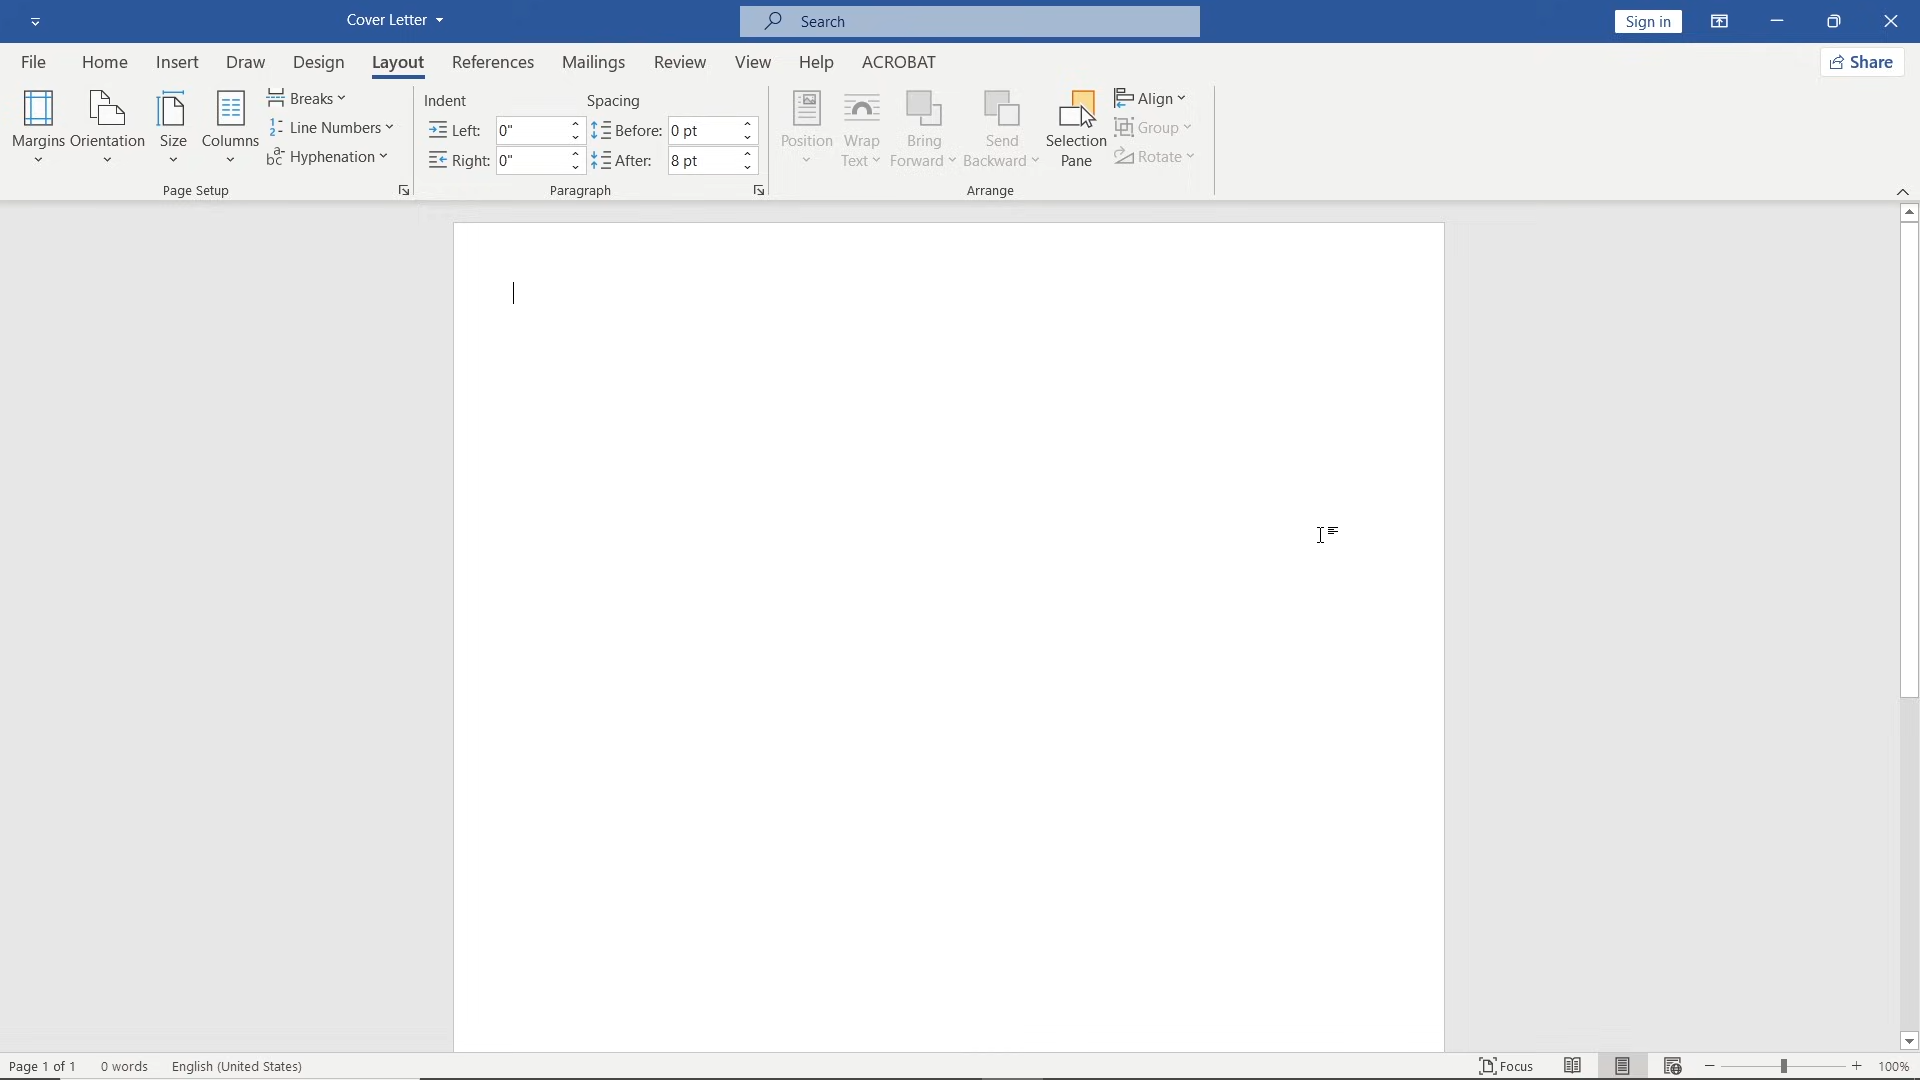 Cover Letter
Search
Sign in
File Home Insert Draw Design Layout References Mailings Review View Help ACROBAT
Share
Margins Orientation Size Columns
Breaks
Line Numbers
Hyphenation
Page Setup
Indent
Left: 0"
Right: 0"
Spacing
Before: 0 pt
After: 8 pt
Paragraph
Position
Wrap
Text
Bring
Forward
Send
Backward
Selection
Pane
Align
Group
Rotate
Arrange
Page 1 of 1 0 words English (United States)
Focus
100%